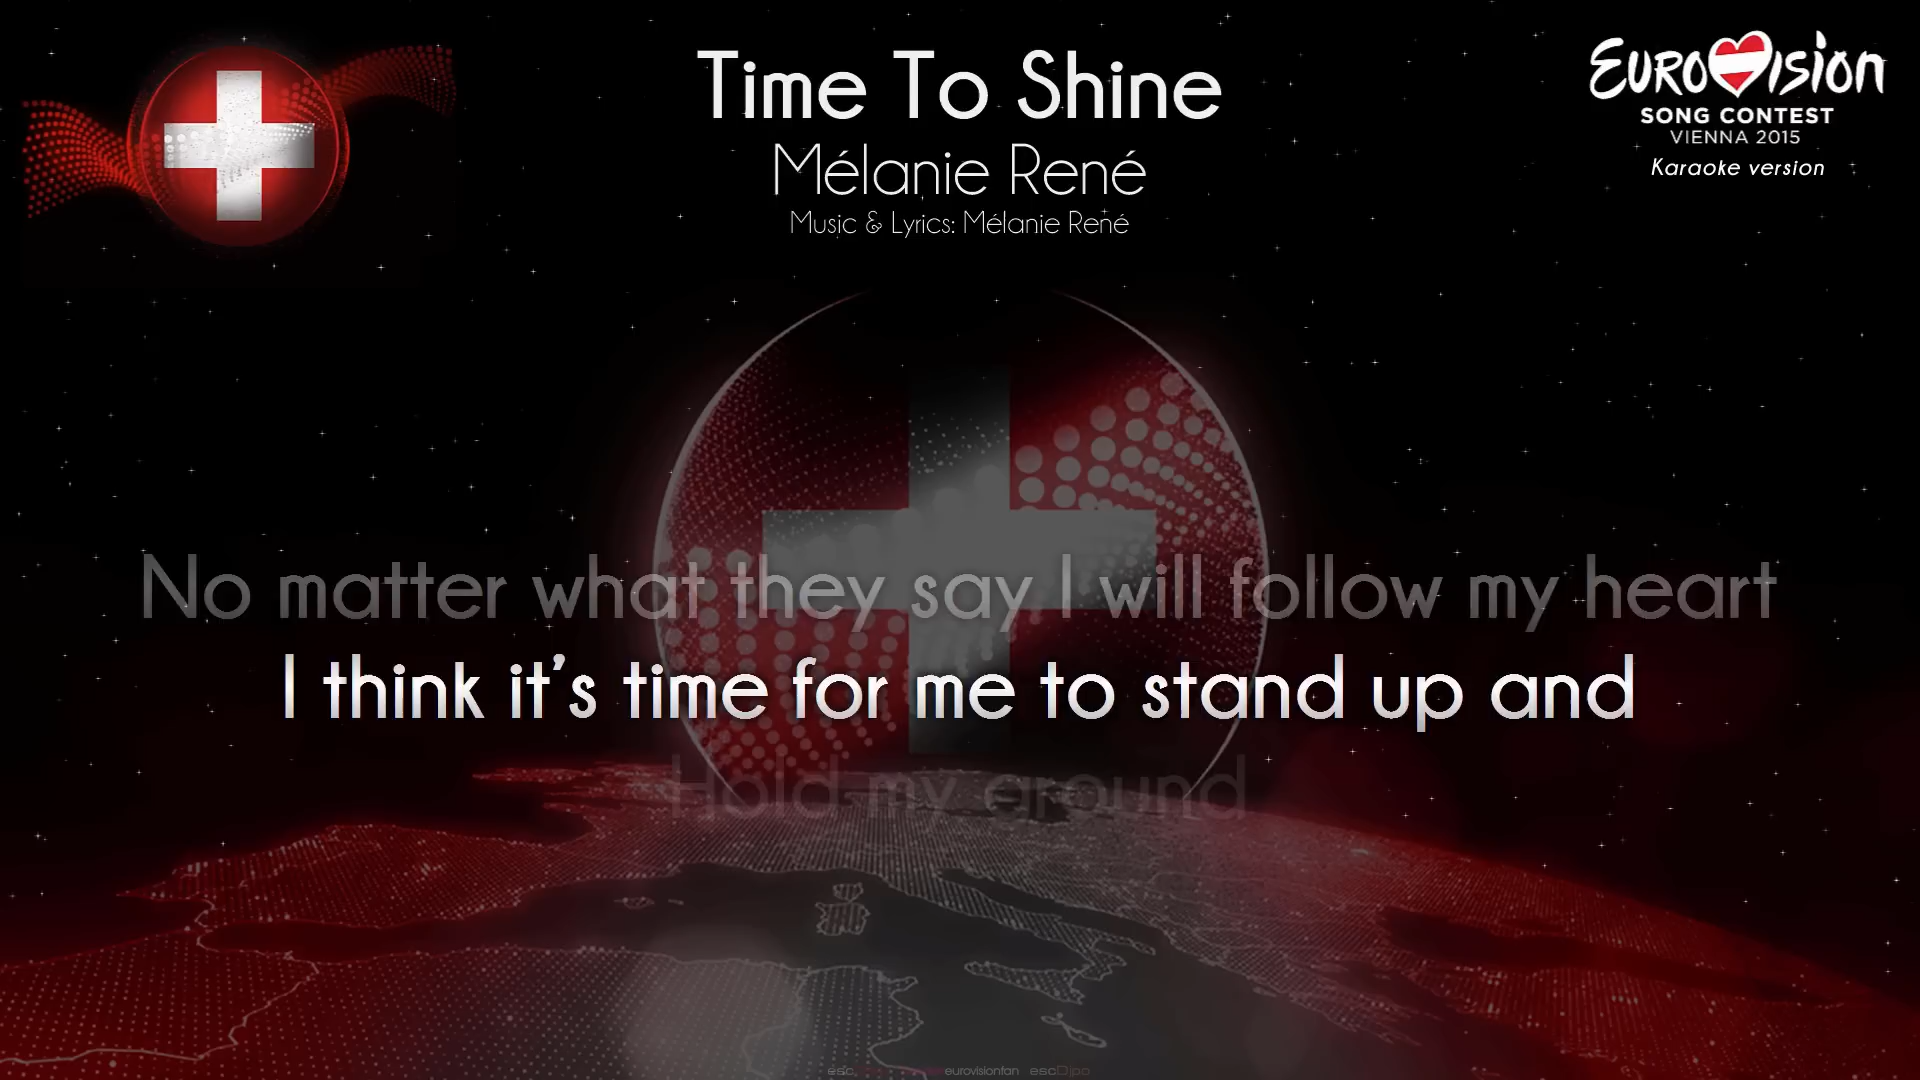 Time To Shine
Mélanie René
Music & Lyrics: Mélanie René
EUROVISION
SONG CONTEST
VIENNA 2015
Karaoke version
No matter what they say I will follow my heart
I think it's time for me to stand up and
Hold my ground
eurovisionfan escDipo